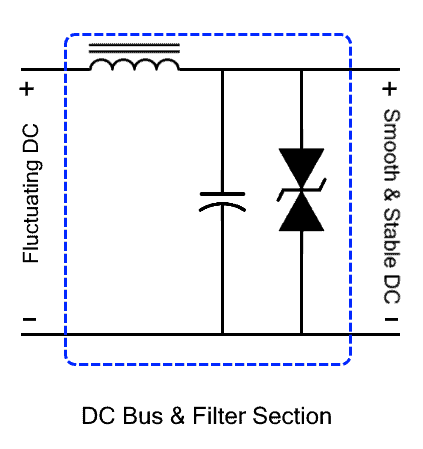 +
+
Fluctuating DC
Smooth & Stable DC
−
−
DC Bus & Filter Section